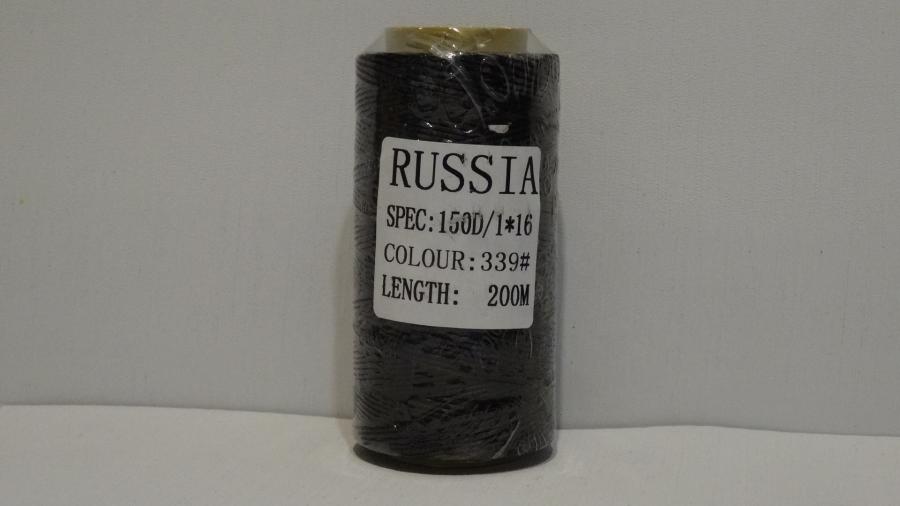 RUSSIA
SPEC:150D/1*16
COLOUR:339#
LENGTH: 200M